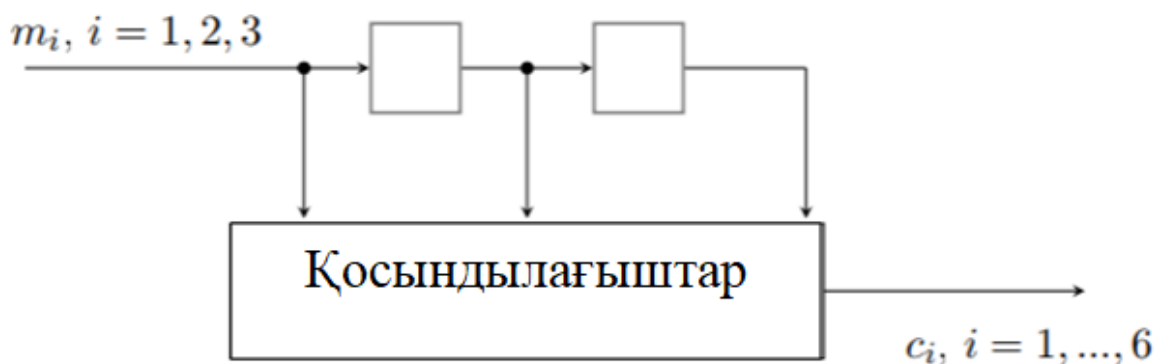 mᵢ, i = 1, 2, 3
Қосындылағыштар
cᵢ, i = 1, ..., 6